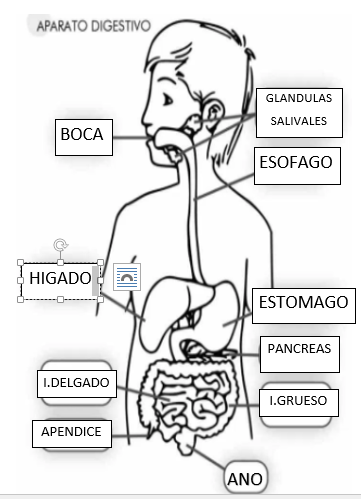 APARATO DIGESTIVO
GLANDULAS
SALIVALES
BOCA
ESOFAGO
HIGADO
ESTOMAGO
PANCREAS
I.DELGADO
I.GRUESO
APENDICE
ANO